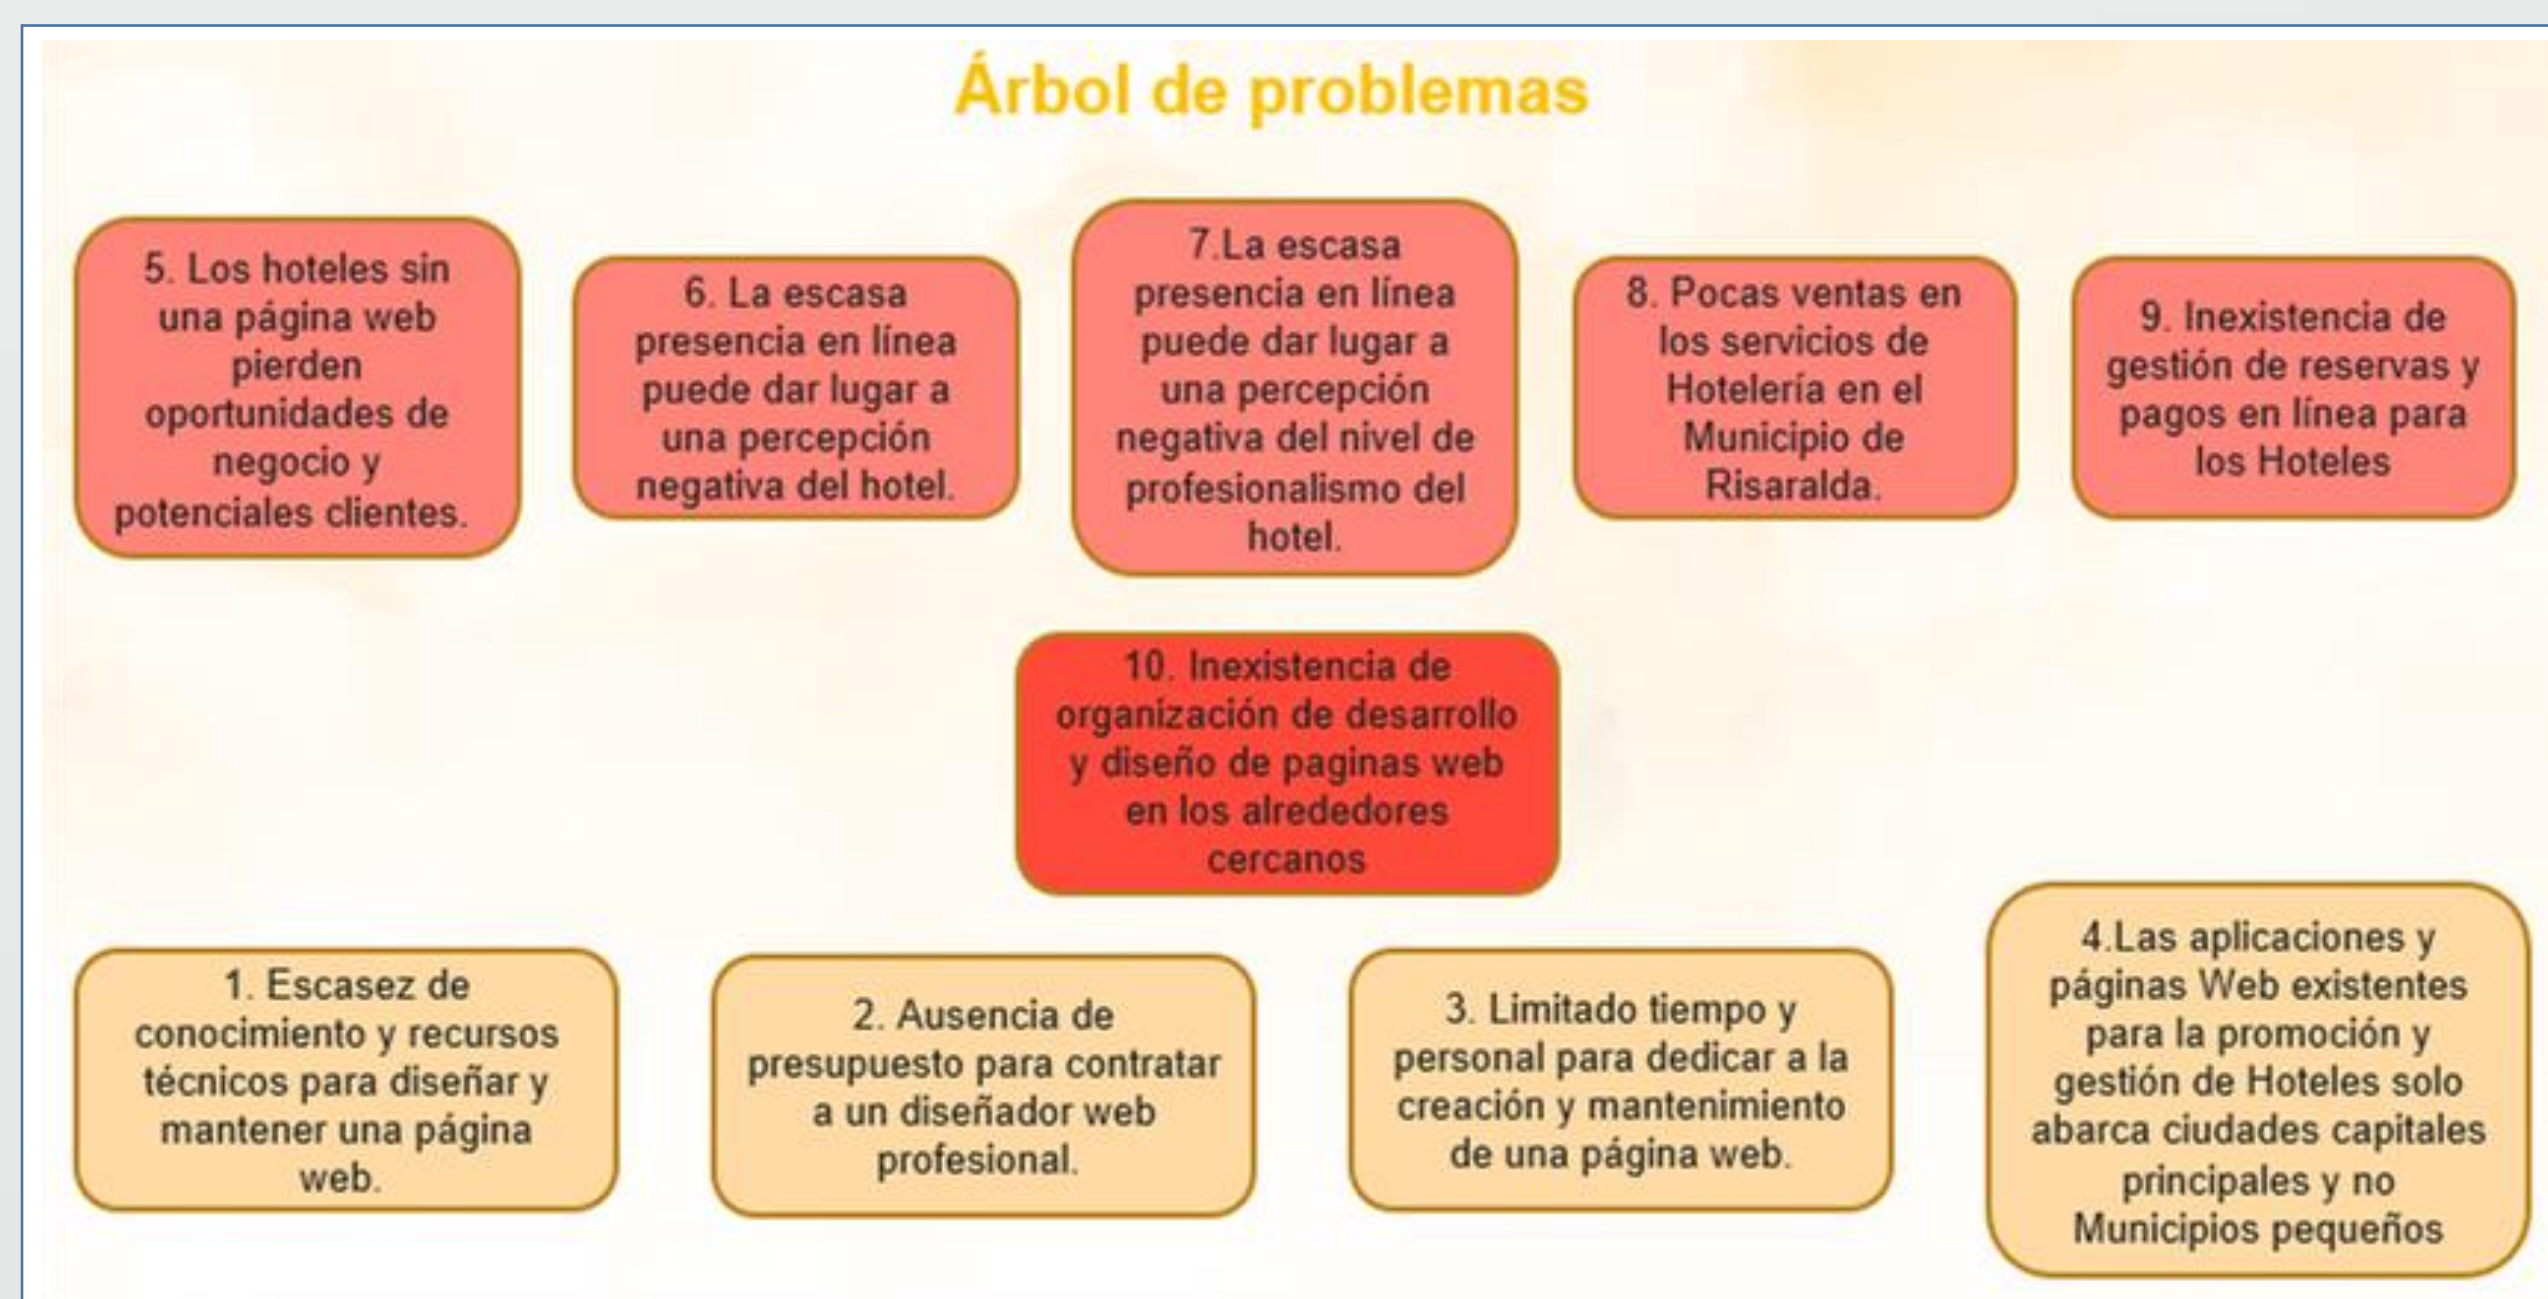 Árbol de problemas
5. Los hoteles sin
una página web
pierden
oportunidades de
negocio y
potenciales clientes.
6. La escasa
presencia en línea
puede dar lugar a
una percepción
negativa del hotel.
7.La escasa
presencia en línea
puede dar lugar a
una percepción
negativa del nivel de
profesionalismo del
hotel.
8. Pocas ventas en
los servicios de
Hotelería en el
Municipio de
Risaralda.
9. Inexistencia de
gestión de reservas y
pagos en línea para
los Hoteles
10. Inexistencia de
organización de desarrollo
y diseño de paginas web
en los alrededores
cercanos
1. Escasez de
conocimiento y recursos
técnicos para diseñar y
mantener una página
web.
2. Ausencia de
presupuesto para contratar
a un diseñador web
profesional.
3. Limitado tiempo y
personal para dedicar a la
creación y mantenimiento
de una página web.
4.Las aplicaciones y
páginas Web existentes
para la promoción y
gestión de Hoteles solo
abarca ciudades capitales
principales y no
Municipios pequeños